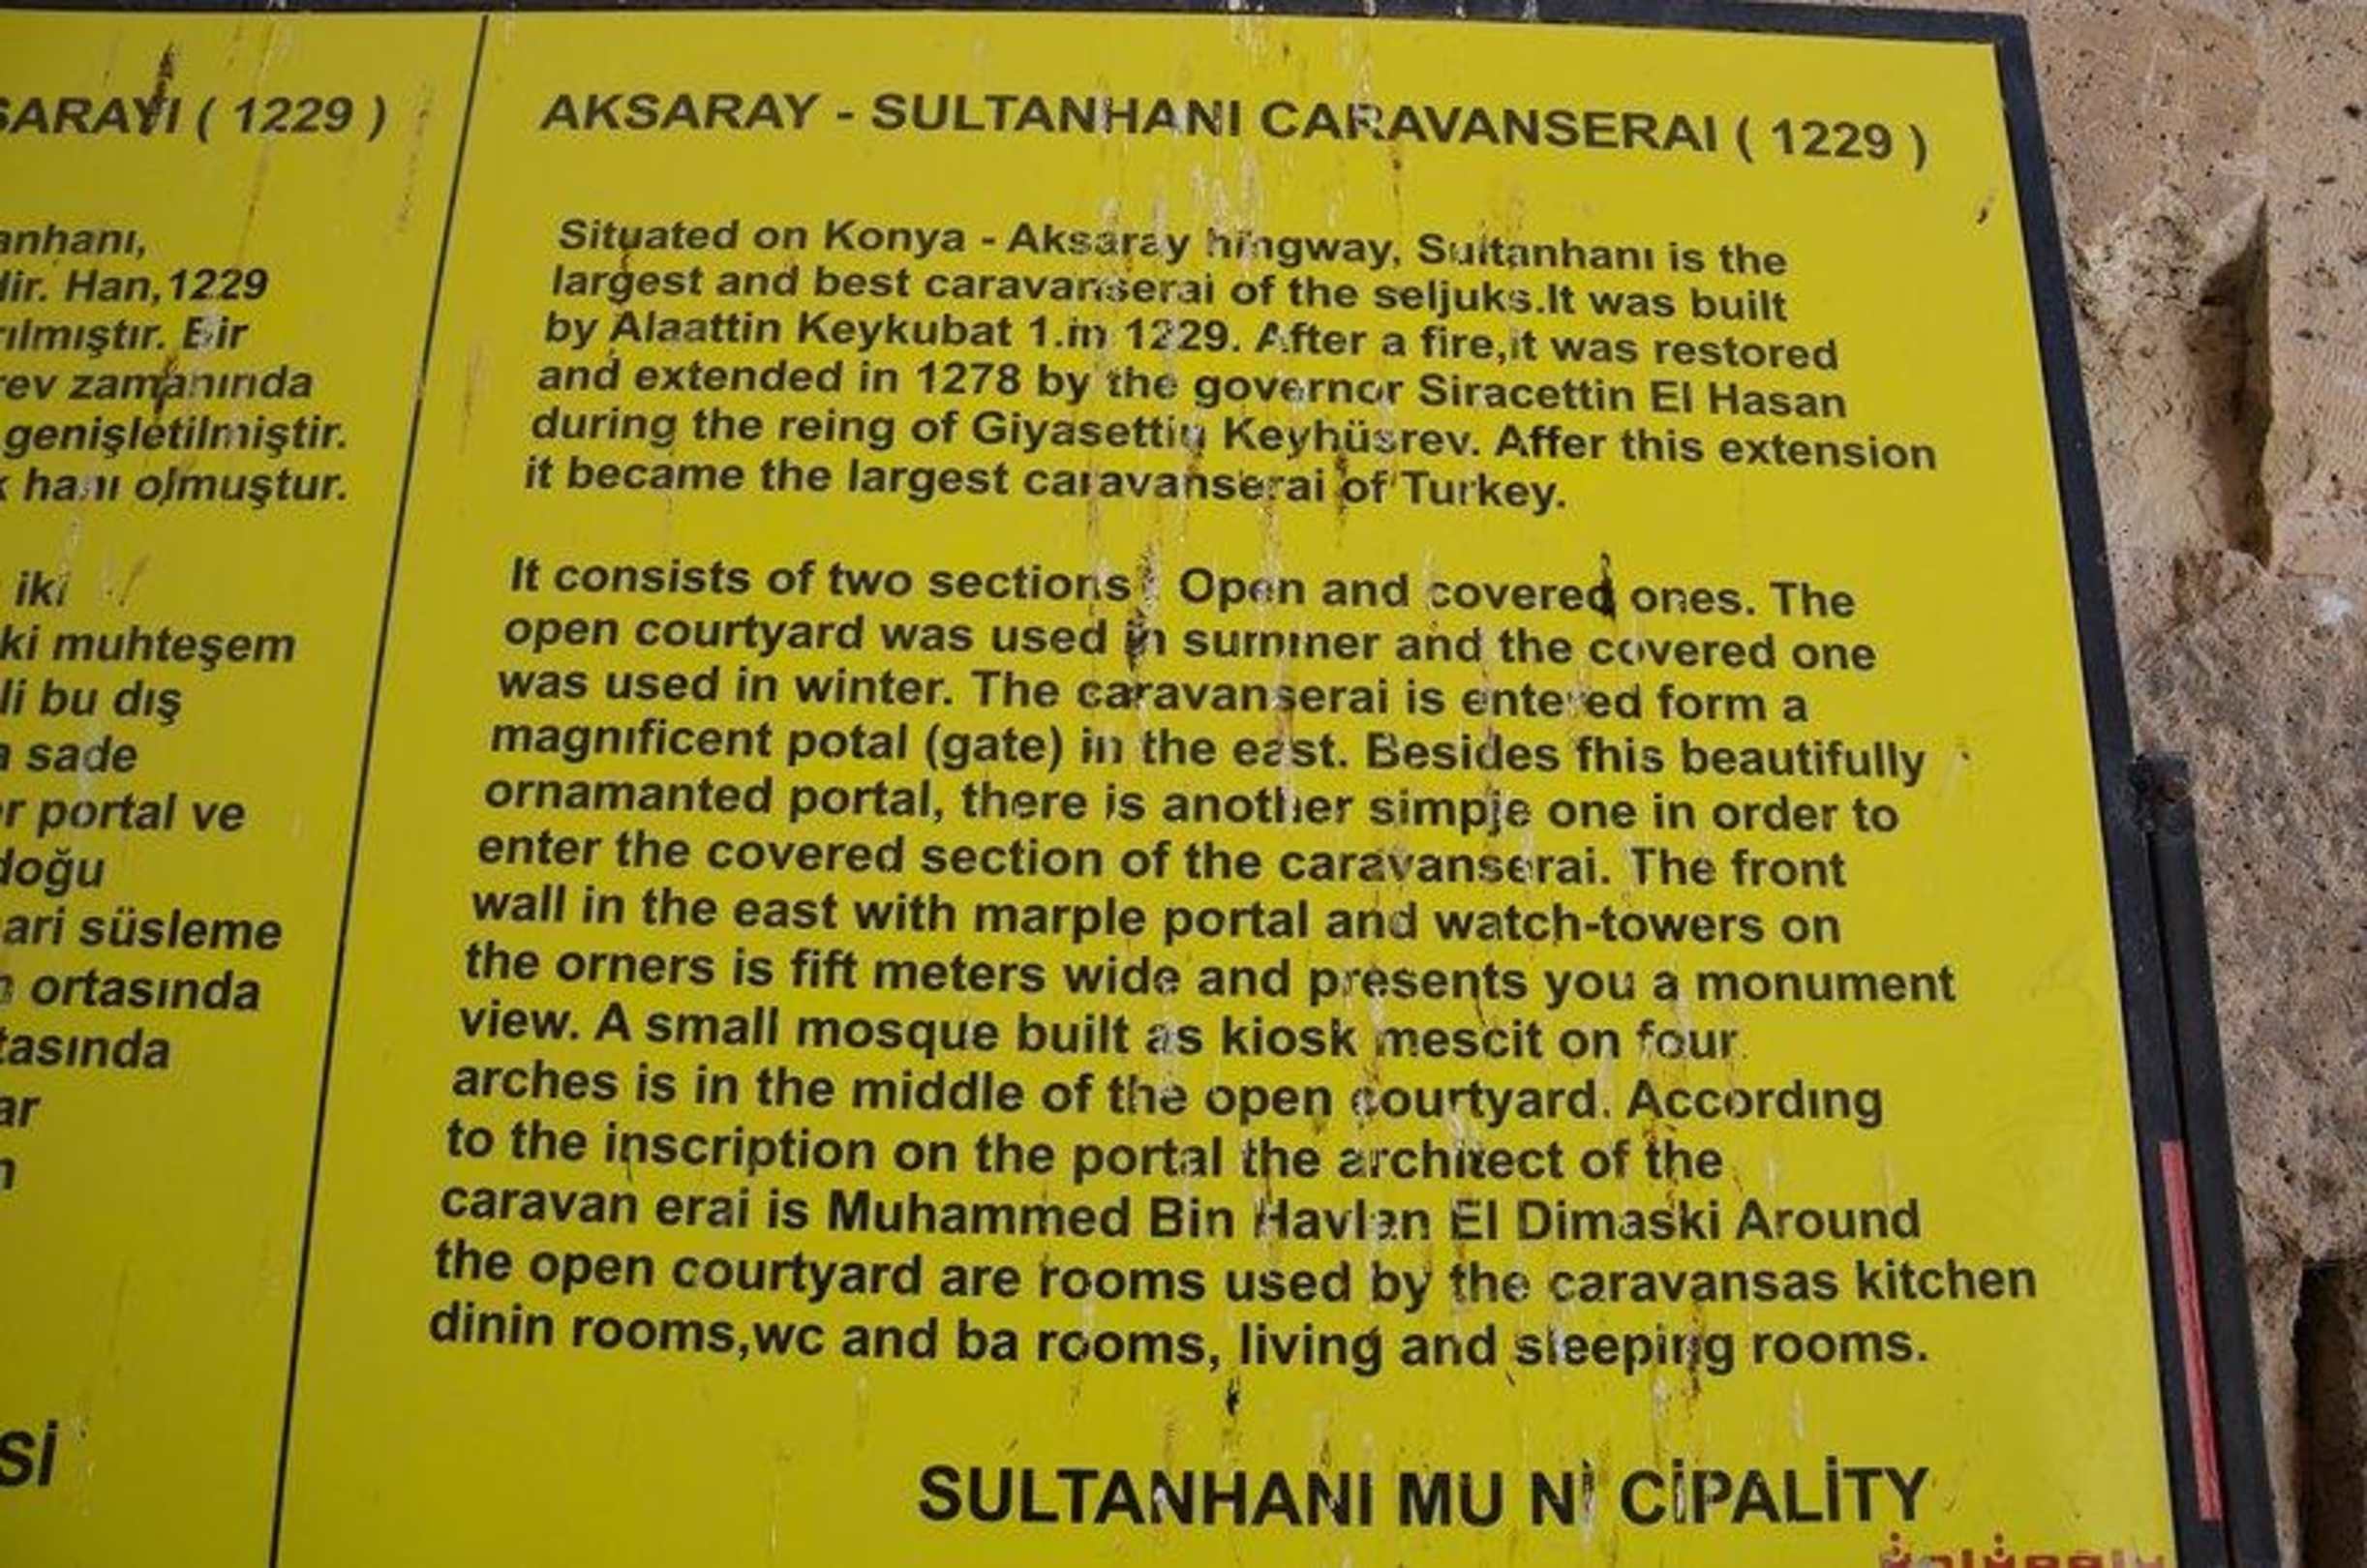 SARAYI ( 1229 )
anhanı,
dir. Han,1229
rılmıştır. Bir
rev zamanında
genişletilmiştir.
k hanı olmuştur.
iki
ki muhteşem
li bu dış
a sade
er portal ve
doğu
ari süsleme
ortasında
tasında
ar
n
Sİ
AKSARAY - SULTANHANI CARAVANSERAI ( 1229 )
Situated on Konya - Aksaray hıngway, Sultanhanı is the
largest and best caravanserai of the seljuks.It was built
by Alaattin Keykubat 1.in 1229. After a fire,it was restored
and extended in 1278 by the governor Siracettin El Hasan
during the reing of Giyasettin Keyhüsrev. Affer this extension
it became the largest caravanserai of Turkey.
It consists of two sections : Open and covered ones. The
open courtyard was used in summer and the covered one
was used in winter. The caravanserai is entered form a
magnıficent potal (gate) in the east. Besides fhis beautifully
ornamanted portal, there is another simpje one in order to
enter the covered section of the caravanserai. The front
wall in the east with marple portal and watch-towers on
the orners is fift meters wide and presents you a monument
view. A small mosque built as kiosk mescit on four
arches is in the middle of the open courtyard. Accordıng
to the inscription on the portal the architect of the
caravan erai is Muhammed Bin Havlan El Dimaski Around
the open courtyard are rooms used by the caravansas kitchen
dinin rooms,wc and ba rooms, living and sleeping rooms.
SULTANHANI MU Nİ CİPALİTY